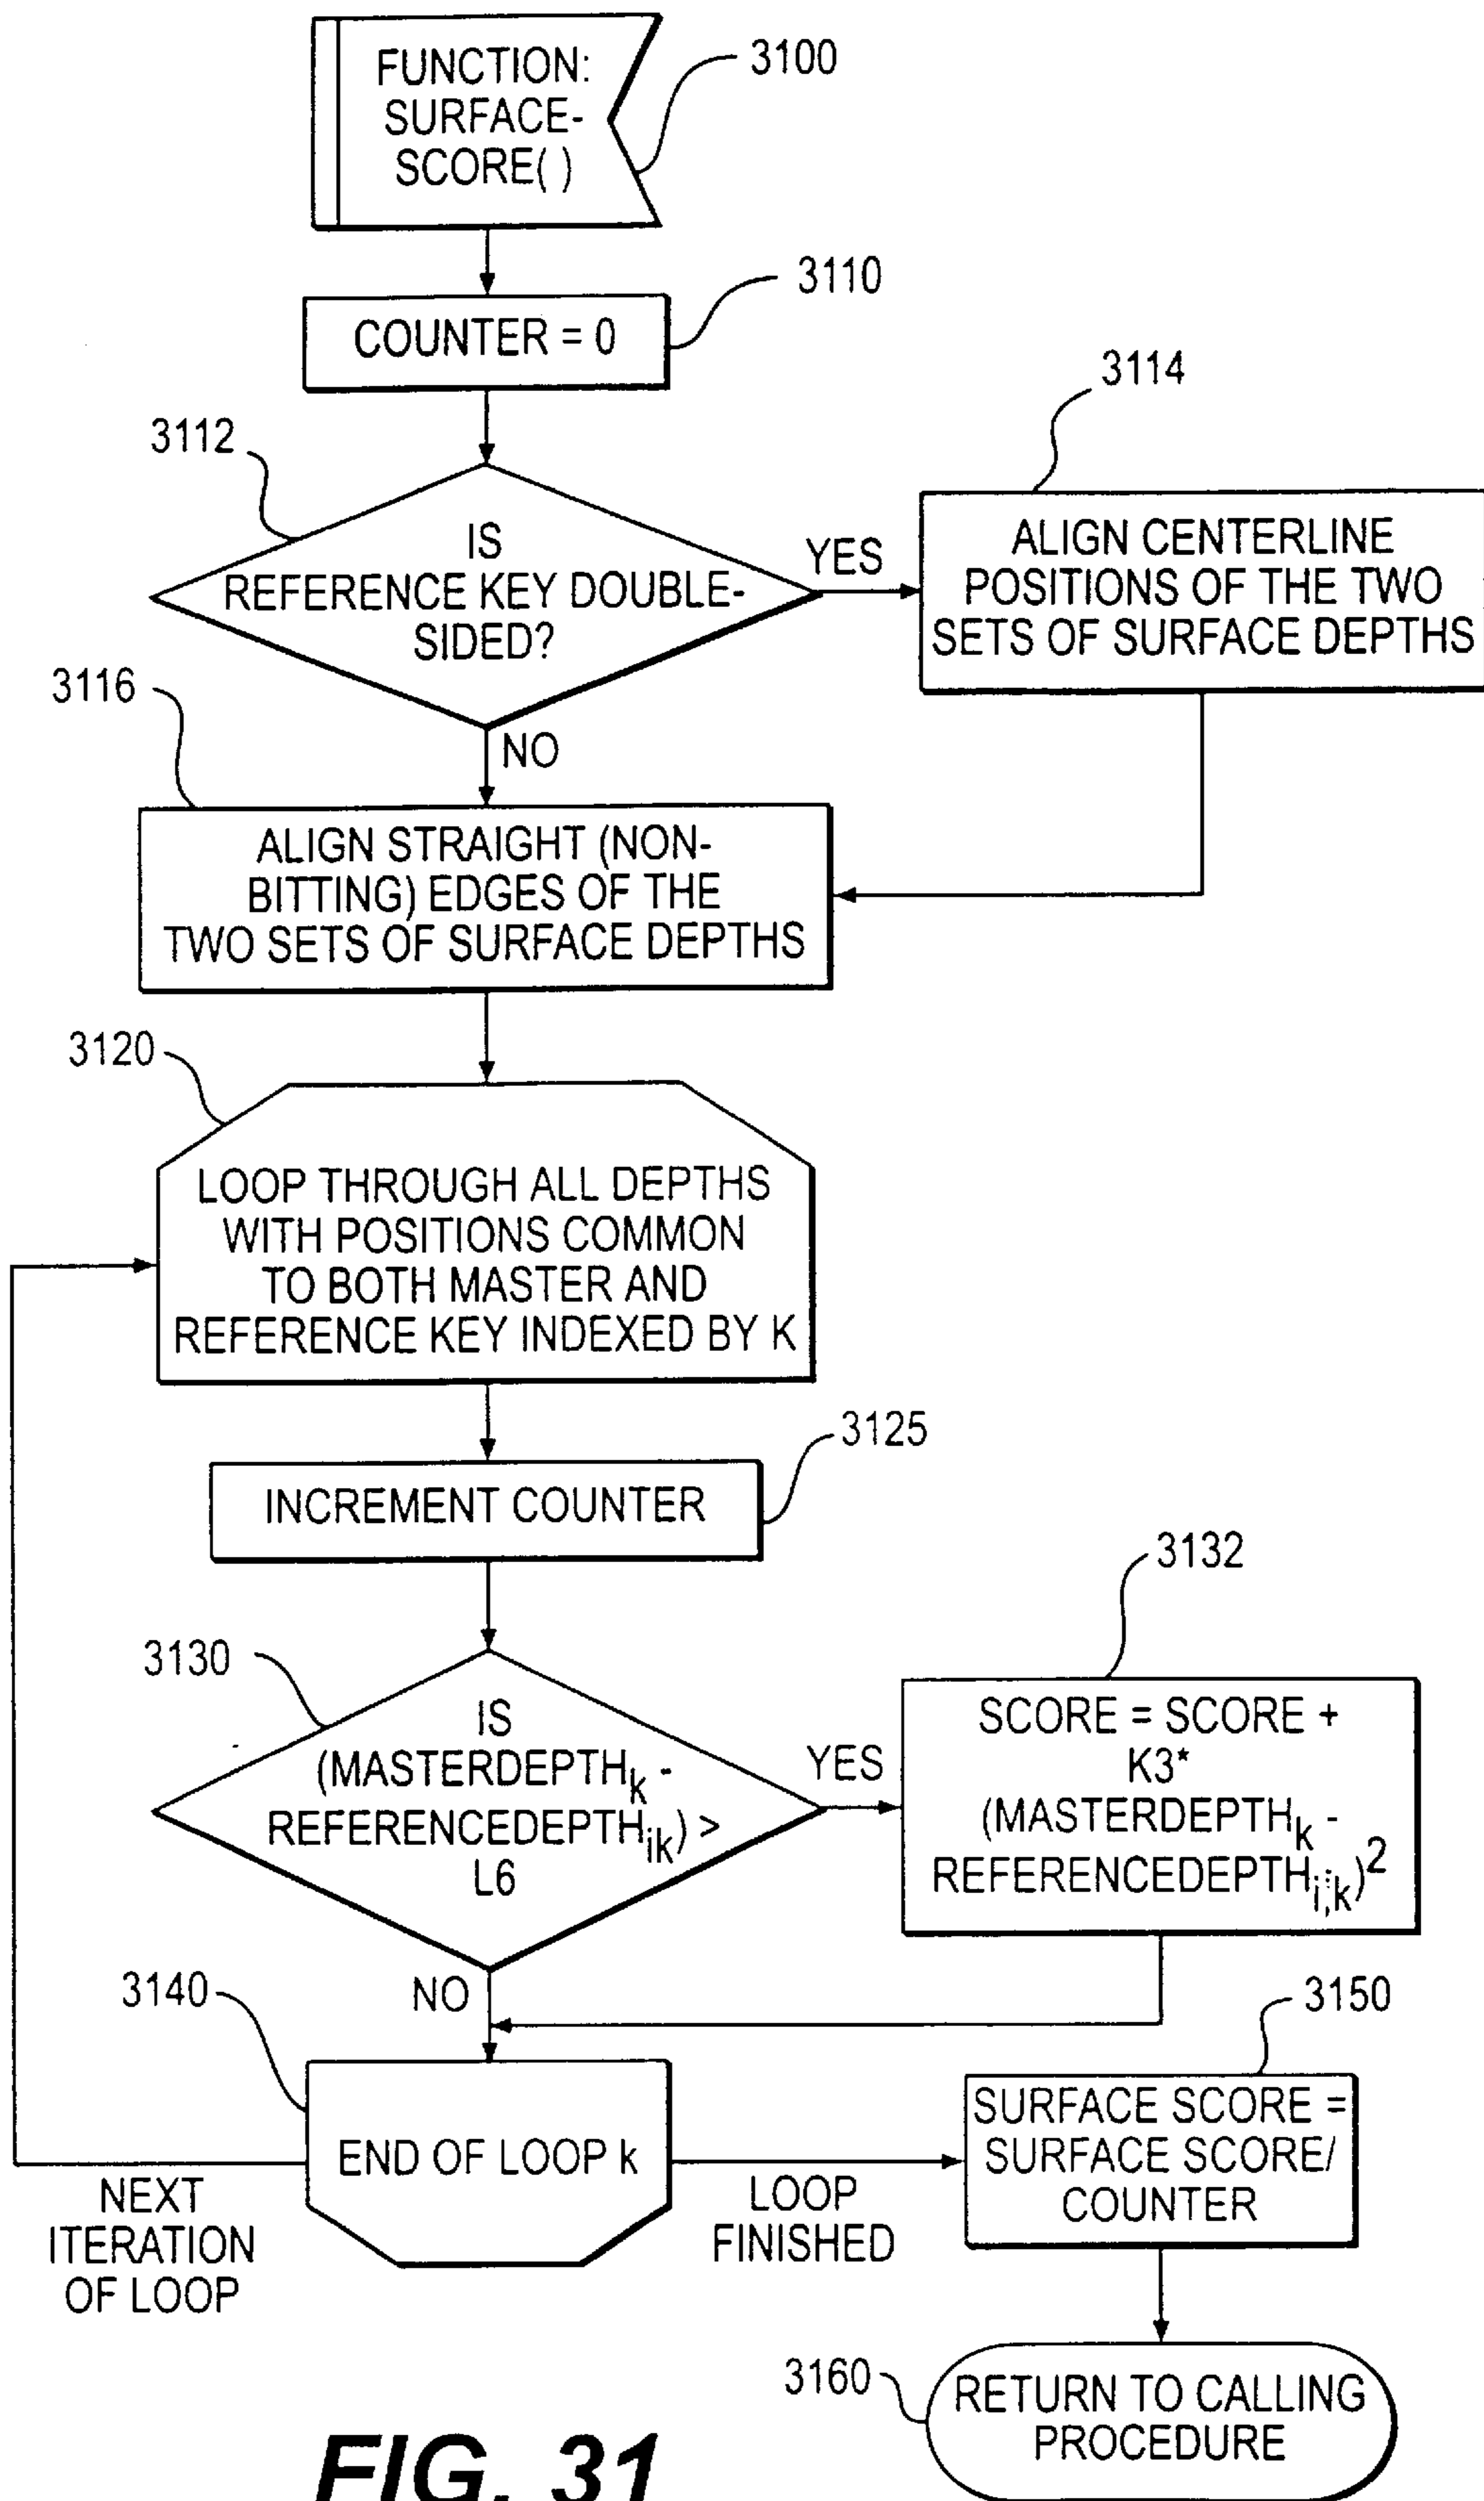 FUNCTION:
SURFACE-
SCORE( )
3100
COUNTER = 0
3110
3112
IS
REFERENCE KEY DOUBLE-
SIDED?
YES
3114
ALIGN CENTERLINE
POSITIONS OF THE TWO
SETS OF SURFACE DEPTHS
NO
3116
ALIGN STRAIGHT (NON-
BITTING) EDGES OF THE
TWO SETS OF SURFACE DEPTHS
3120
LOOP THROUGH ALL DEPTHS
WITH POSITIONS COMMON
TO BOTH MASTER AND
REFERENCE KEY INDEXED BY K
3125
INCREMENT COUNTER
3130
IS
(MASTERDEPTHk -
REFERENCEDEPTHik) >
L6
YES
3132
SCORE = SCORE +
K3*
(MASTERDEPTHk -
REFERENCEDEPTHi,k)2
NO
3140
END OF LOOP k
NEXT
ITERATION
OF LOOP
LOOP
FINISHED
3150
SURFACE SCORE =
SURFACE SCORE/
COUNTER
3160
RETURN TO CALLING
PROCEDURE
FIG. 31